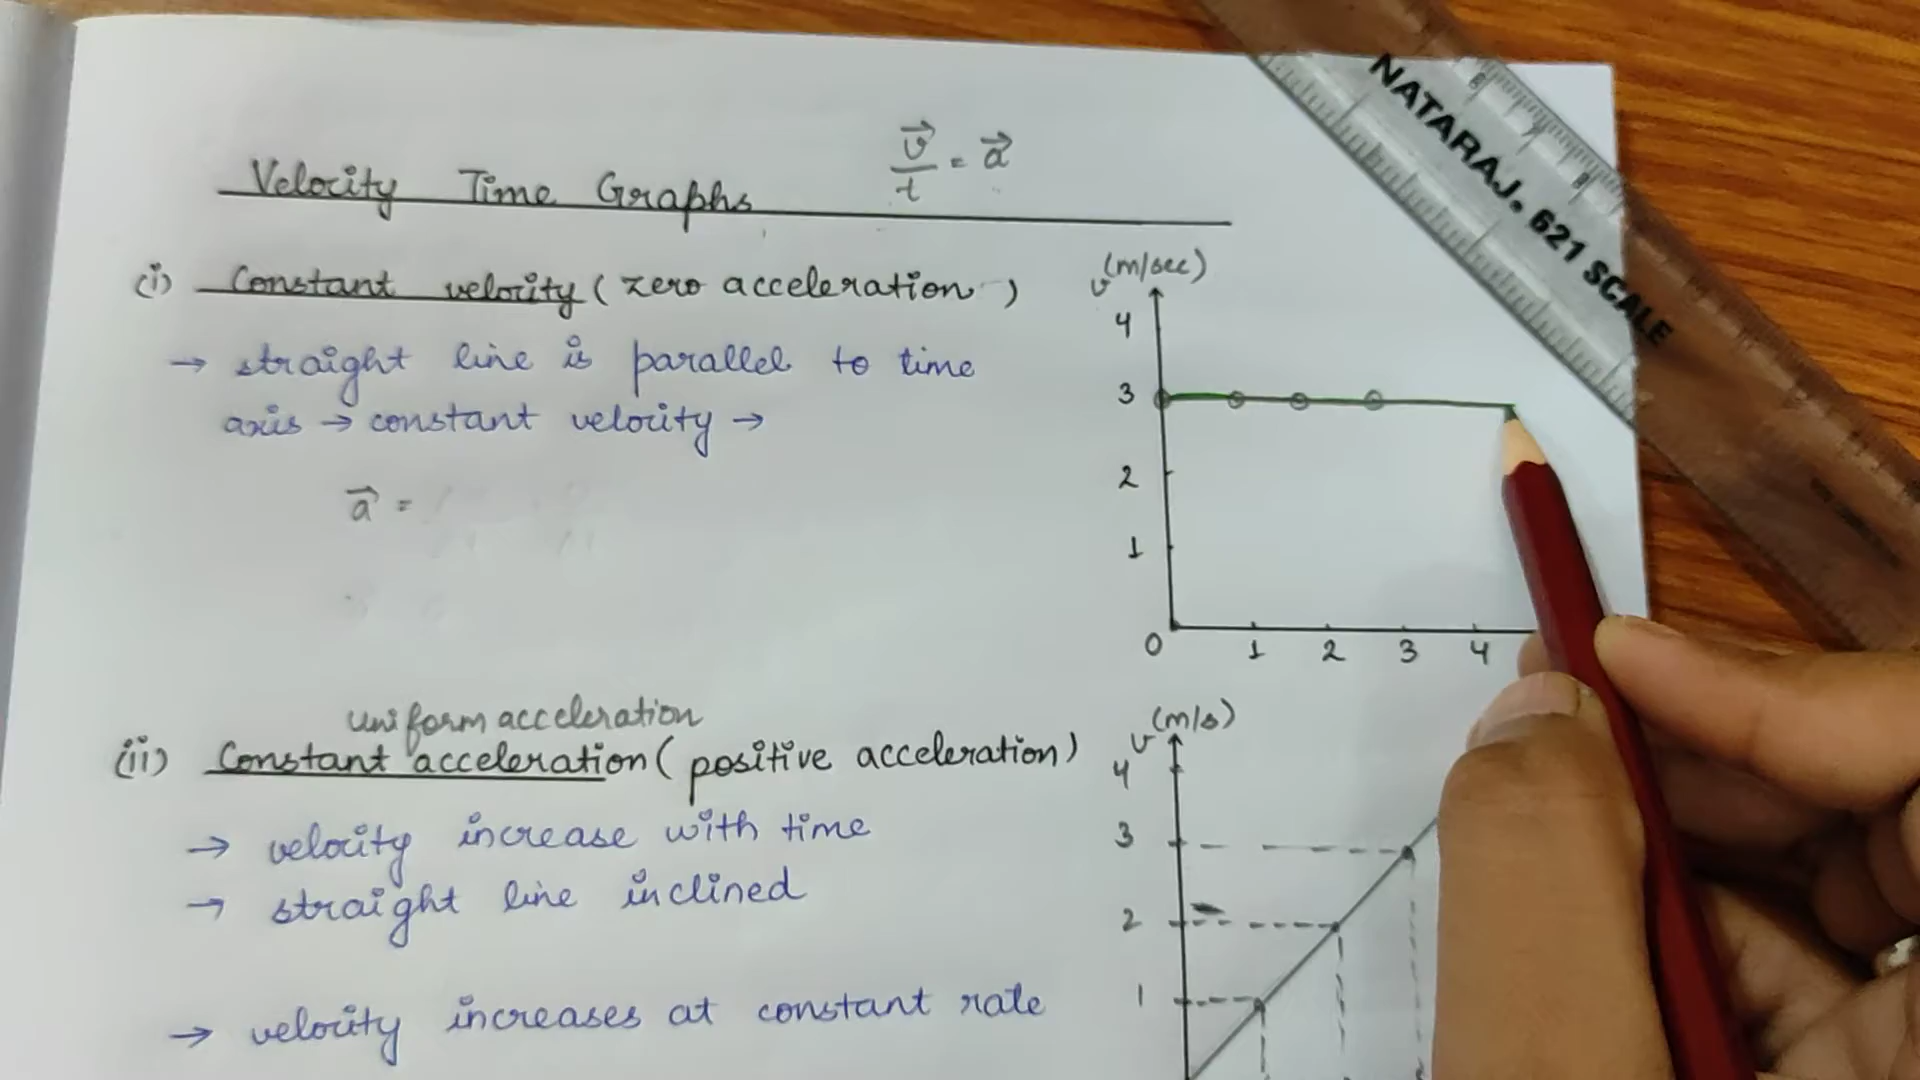 Velocity Time Graphs
v⃗/t = a⃗
(i) Constant velocity (zero acceleration)
→ straight line is parallel to time
axis → constant velocity →
a⃗ =
v (m/sec)
4
3
2
1
0 1 2 3 4
NATARAJ. 621 SCALE
uniform acceleration
(ii) Constant acceleration (positive acceleration)
→ velocity increase with time
→ straight line inclined
→ velocity increases at constant rate
v (m/s)
4
3
2
1